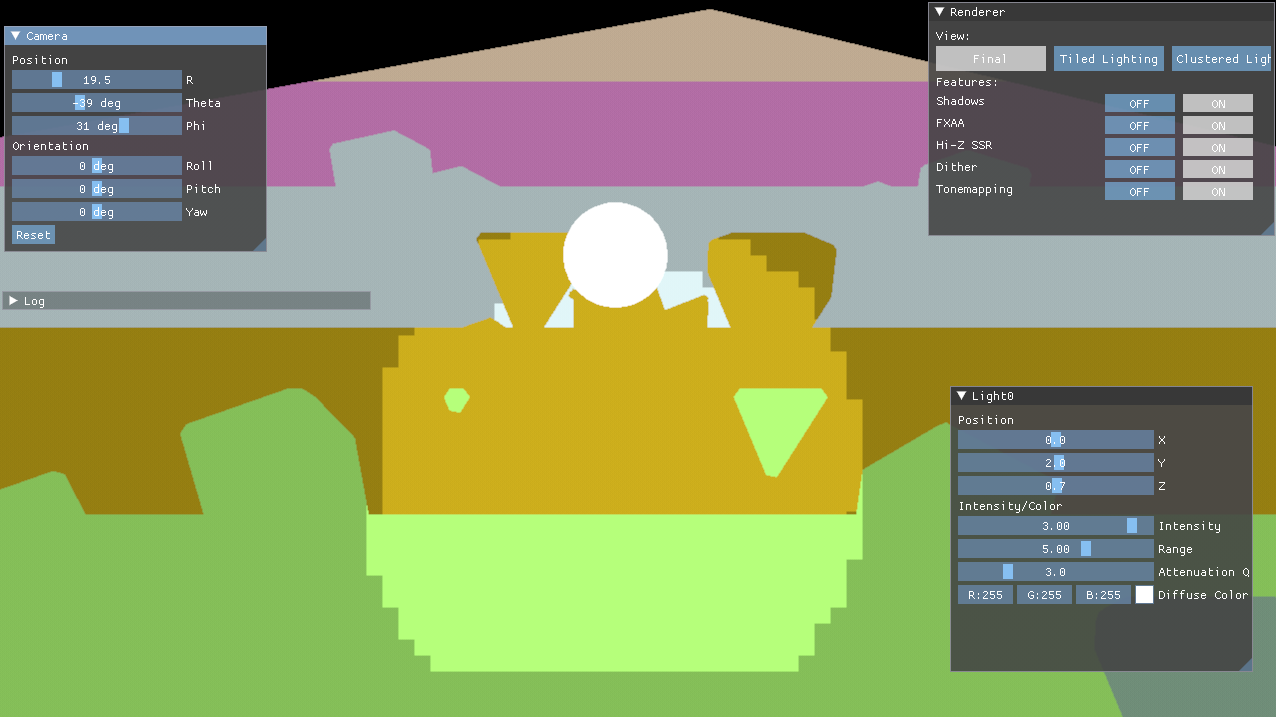 Camera
Position
19.5 R
-39 deg Theta
31 deg Phi
Orientation
0 deg Roll
0 deg Pitch
0 deg Yaw
Reset
Log
Renderer
View:
Final Tiled Lighting Clustered Ligh
Features:
Shadows OFF ON
FXAA OFF ON
Hi-Z SSR OFF ON
Dither OFF ON
Tonemapping OFF ON
Light0
Position
0.0 X
2.0 Y
0.7 Z
Intensity/Color
3.00 Intensity
5.00 Range
3.0 Attenuation Q
R:255 G:255 B:255 Diffuse Color